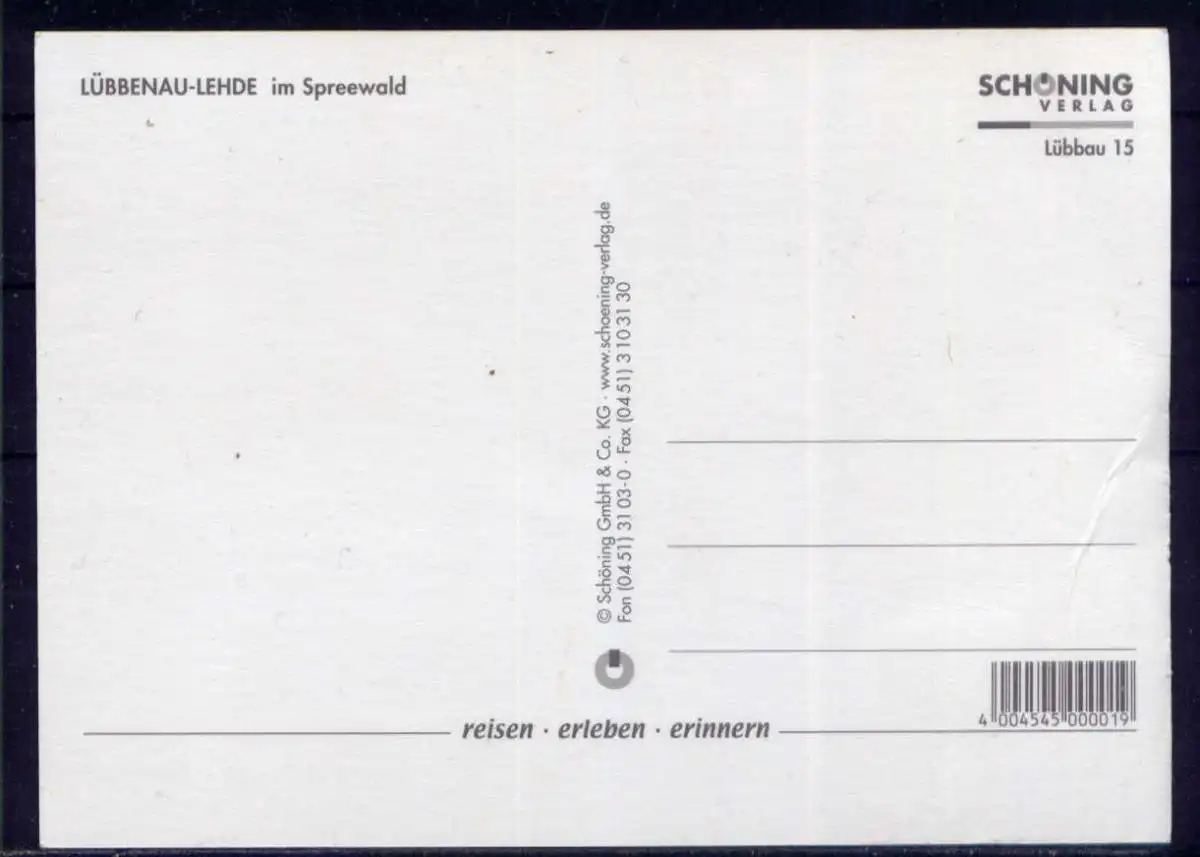 LÜBBENAU-LEHDE im Spreewald
SCHÖNING
VERLAG
Lübbau 15
© Schöning GmbH & Co. KG · www.schoening-verlag.de
Fon (04 51) 31 03-0 · Fax (04 51) 3 10 31 30
reisen · erleben · erinnern
4 004545 000019